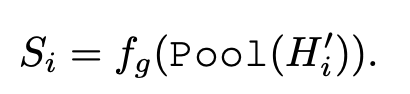 S_i = f_g(Pool(H'_i)).